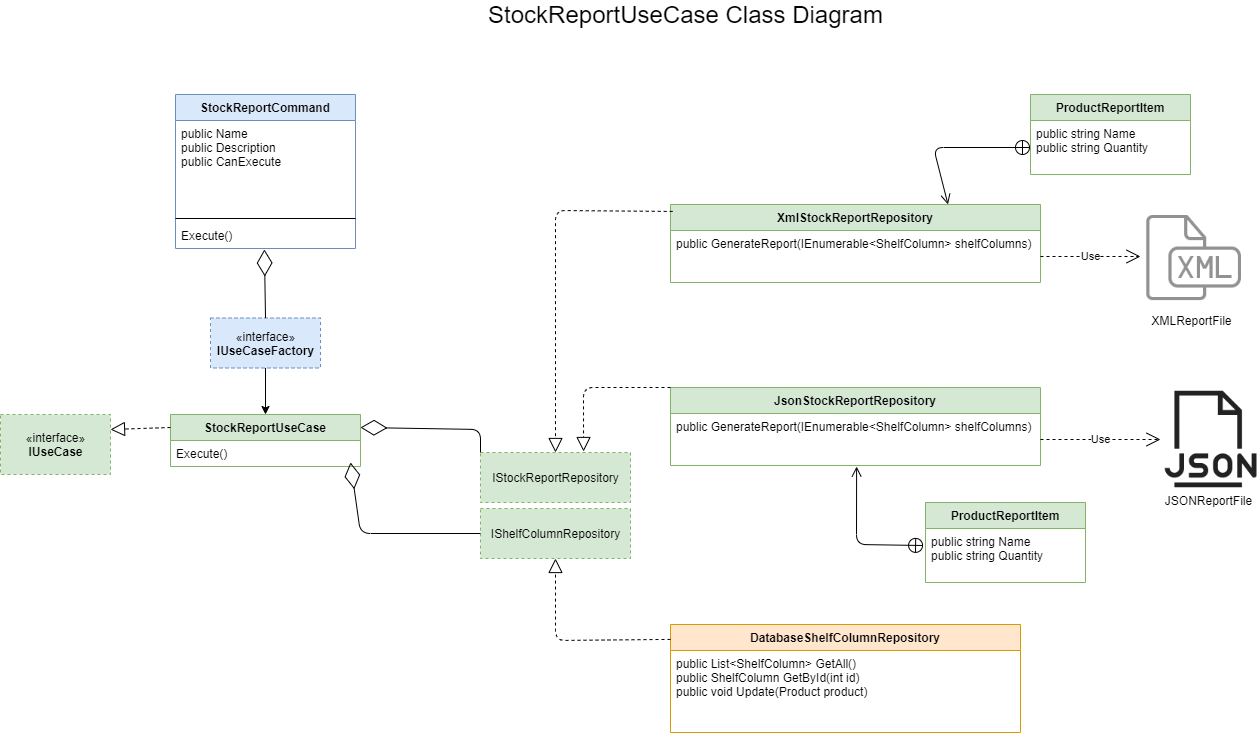 StockReportUseCase Class Diagram
StockReportCommand
public Name
public Description
public CanExecute
Execute()
«interface»
IUseCaseFactory
«interface»
IUseCase
StockReportUseCase
Execute()
IStockReportRepository
IShelfColumnRepository
ProductReportItem
public string Name
public string Quantity
XmlStockReportRepository
public GenerateReport(IEnumerable<ShelfColumn> shelfColumns)
Use
XML
XMLReportFile
JsonStockReportRepository
public GenerateReport(IEnumerable<ShelfColumn> shelfColumns)
Use
JSON
JSONReportFile
ProductReportItem
public string Name
public string Quantity
DatabaseShelfColumnRepository
public List<ShelfColumn> GetAll()
public ShelfColumn GetById(int id)
public void Update(Product product)